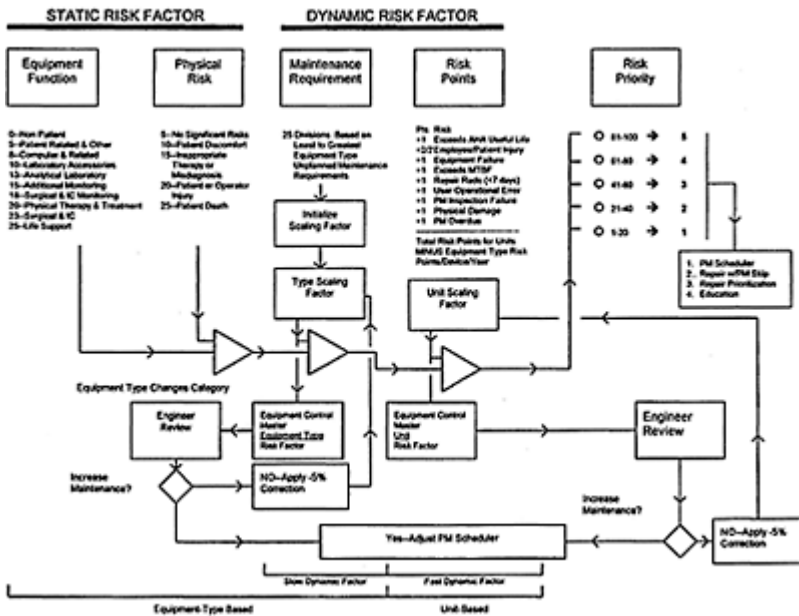 STATIC RISK FACTOR
DYNAMIC RISK FACTOR
Equipment
Function
Physical
Risk
Maintenance
Requirement
Risk
Points
Risk
Priority
0--Non Patient
5--Patient Related & Other
8--Computer & Related
10--Laboratory Accessories
13--Analytical Laboratory
15--Additional Monitoring
18--Surgical & IC Monitoring
20--Physical Therapy & Treatment
23--Surgical & IC
25--Life Support
5--No Significant Risks
10--Patient Discomfort
15--Inappropriate
Therapy or
Misdiagnosis
20--Patient or Operator
Injury
25--Patient Death
25 Divisions Based on
Least to Greatest
Equipment Type
Unplanned Maintenance
Requirements
Pts Risk
+1 Exceeds AHA Useful Life
+2/2 Employee/Patient Injury
+1 Equipment Failure
+1 Exceeds MTBF
+1 Repair Rads (<7 days)
+1 User Operational Error
+1 PM Inspection Failure
+1 Physical Damage
+1 PM Overdue
Total Risk Points for Units
MINUS Equipment Type Risk
Points/Device/Year
81-100 5
61-80 4
41-60 3
21-40 2
1-20 1
1. PM Scheduler
2. Repair w/PM Skip
3. Repair Prioritization
4. Education
Initialize
Scaling Factor
Type Scaling
Factor
Unit Scaling
Factor
Equipment Type Changes Category
Engineer
Review
Equipment Control
Master
Equipment Type
Risk Factor
Equipment Control
Master
Unit
Risk Factor
Engineer
Review
Increase
Maintenance?
NO--Apply -5%
Correction
Increase
Maintenance?
NO--Apply -5%
Correction
Yes--Adjust PM Scheduler
Slow Dynamic Factor
Fast Dynamic Factor
Equipment-Type Based
Unit-Based